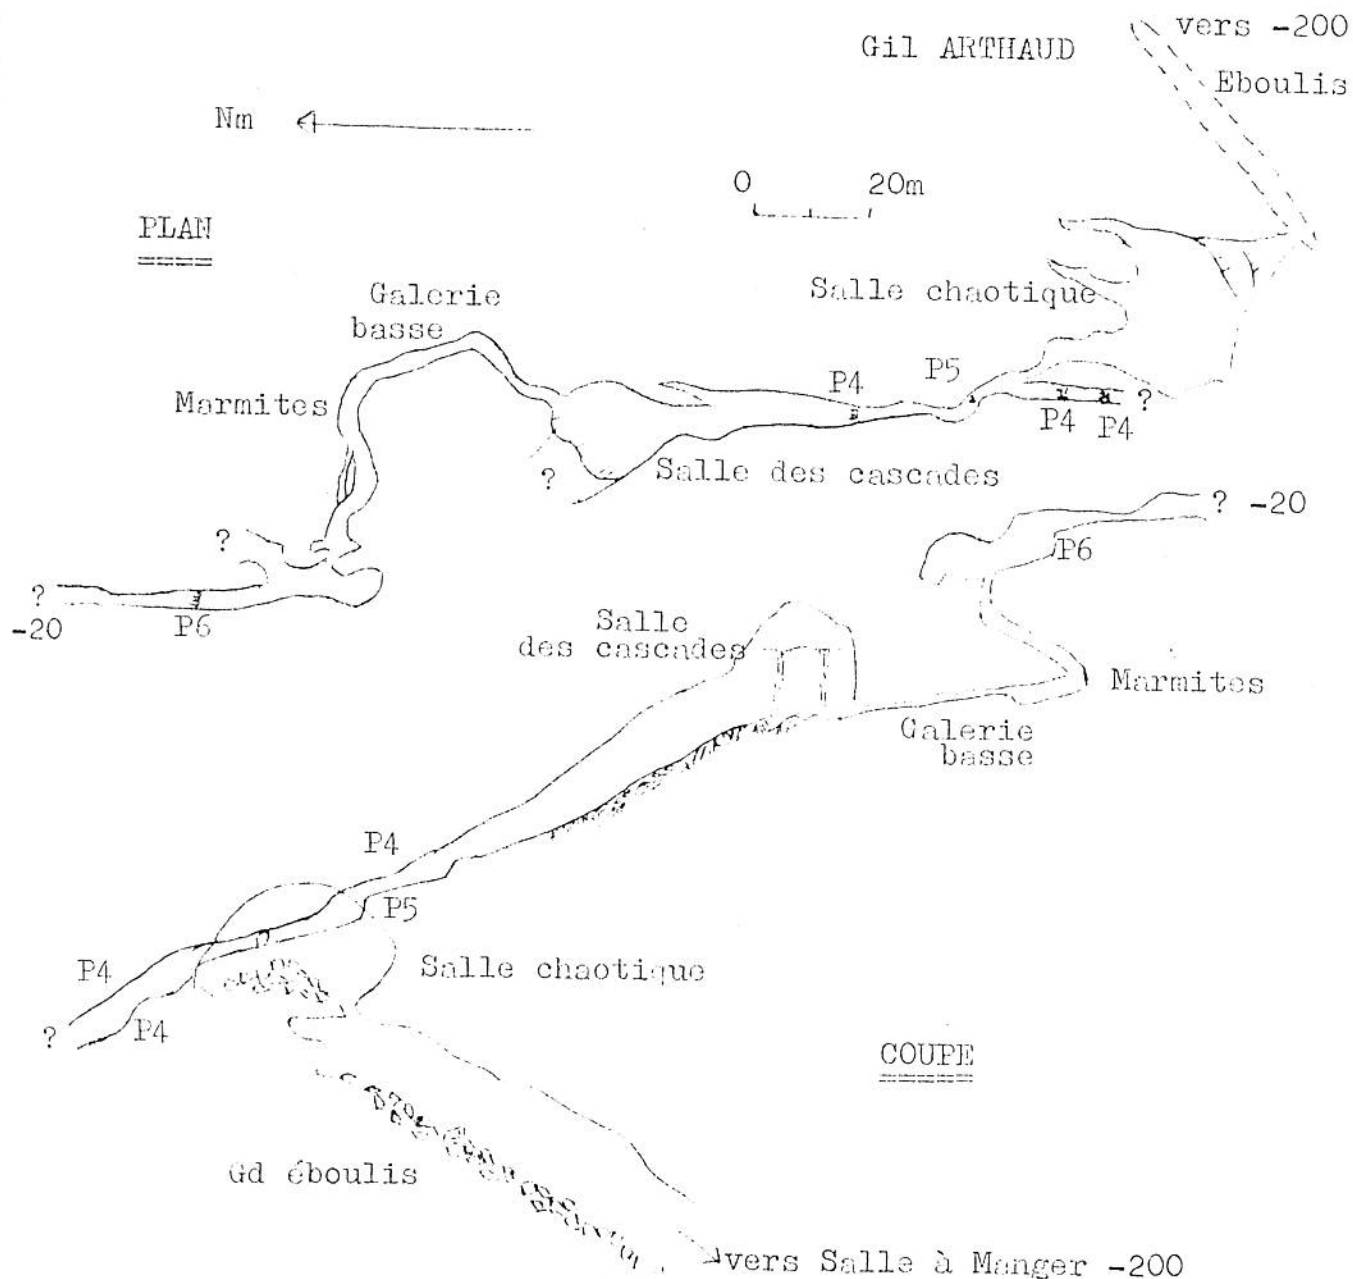 vers -200
Gil ARTHAUD
Eboulis
Nm
0 20m
PLAN
Galerie
basse
Salle chaotique
Marmites
P4
P5
?
P4 P4
?
Salle des cascades
? -20
?
P6
?
-20
P6
Salle
des cascades
Marmites
Galerie
basse
P4
P5
P4
Salle chaotique
?
P4
COUPE
Gd éboulis
vers Salle à Manger -200